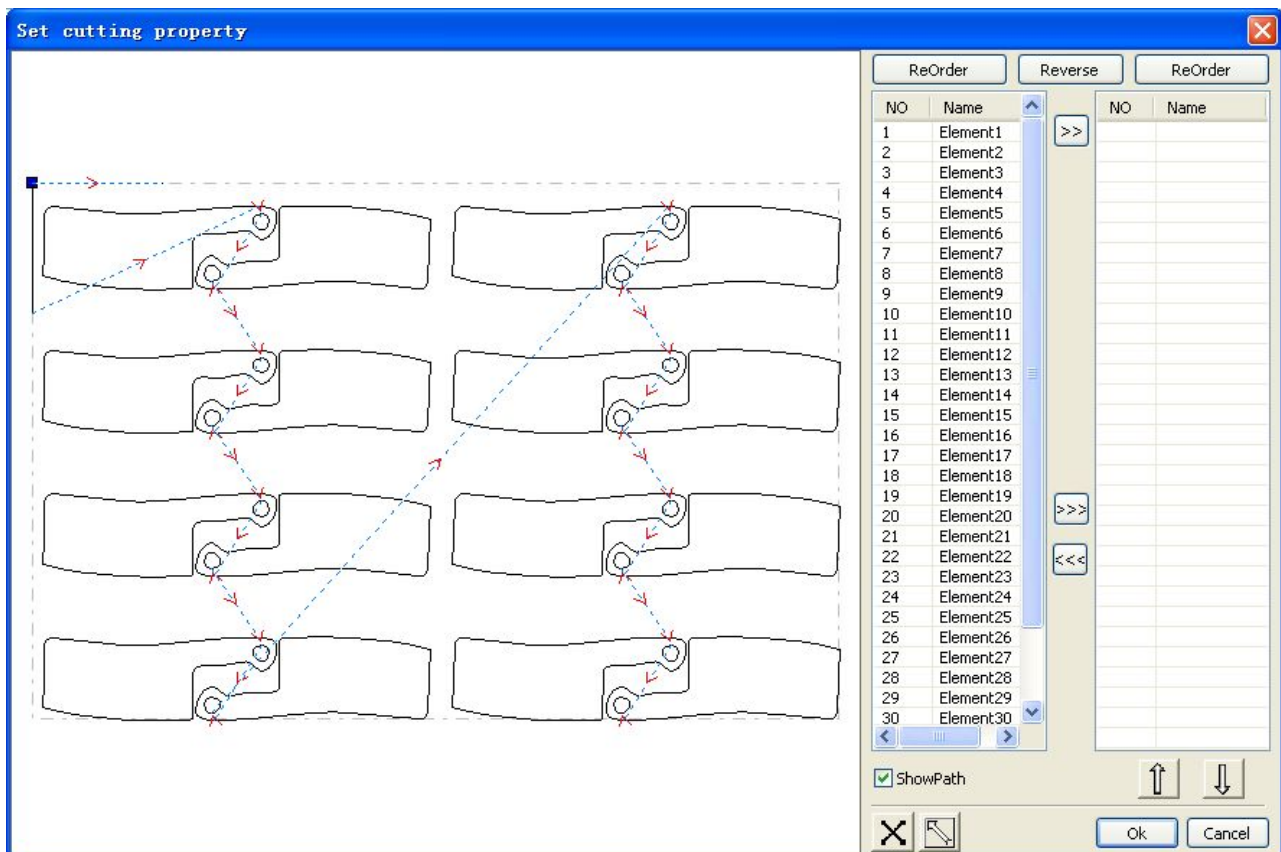 Set cutting property
ReOrder Reverse ReOrder
NO Name >> NO Name
1 Element1
2 Element2
3 Element3
4 Element4
5 Element5
6 Element6
7 Element7
8 Element8
9 Element9
10 Element10
11 Element11
12 Element12
13 Element13
14 Element14
15 Element15
16 Element16
17 Element17
18 Element18
19 Element19
20 Element20 >>>
21 Element21
22 Element22 <<<
23 Element23
24 Element24
25 Element25
26 Element26
27 Element27
28 Element28
29 Element29
30 Element30
ShowPath
Ok Cancel